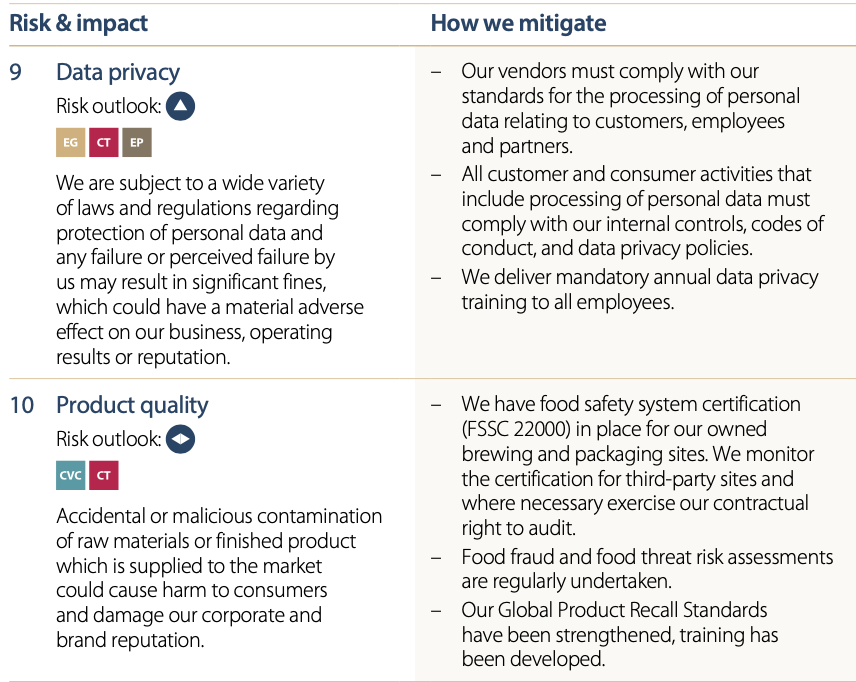 Risk & impact
How we mitigate
9 Data privacy
Risk outlook:
EG CT EP
We are subject to a wide variety
of laws and regulations regarding
protection of personal data and
any failure or perceived failure by
us may result in significant fines,
which could have a material adverse
effect on our business, operating
results or reputation.
– Our vendors must comply with our
standards for the processing of personal
data relating to customers, employees
and partners.
– All customer and consumer activities that
include processing of personal data must
comply with our internal controls, codes of
conduct, and data privacy policies.
– We deliver mandatory annual data privacy
training to all employees.
10 Product quality
Risk outlook:
CVC CT
Accidental or malicious contamination
of raw materials or finished product
which is supplied to the market
could cause harm to consumers
and damage our corporate and
brand reputation.
– We have food safety system certification
(FSSC 22000) in place for our owned
brewing and packaging sites. We monitor
the certification for third-party sites and
where necessary exercise our contractual
right to audit.
– Food fraud and food threat risk assessments
are regularly undertaken.
– Our Global Product Recall Standards
have been strengthened, training has
been developed.